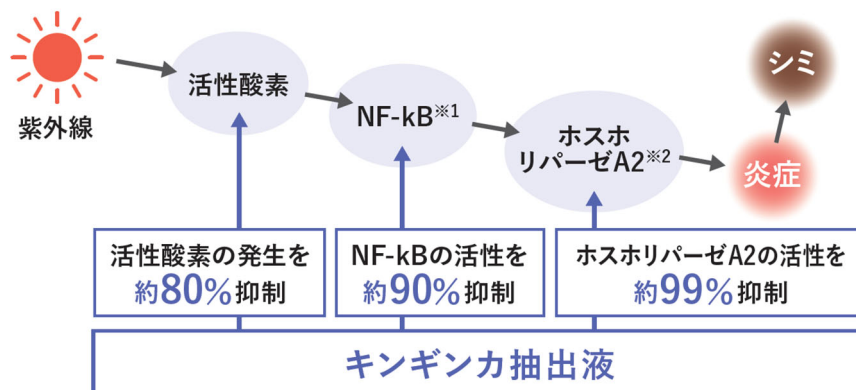 紫外線
活性酸素
NF-kB※1
ホスホ
リパーゼA2※2
炎症
シミ
活性酸素の発生を
約80%抑制
NF-kBの活性を
約90%抑制
ホスホリパーゼA2の活性を
約99%抑制
キンギンカ抽出液